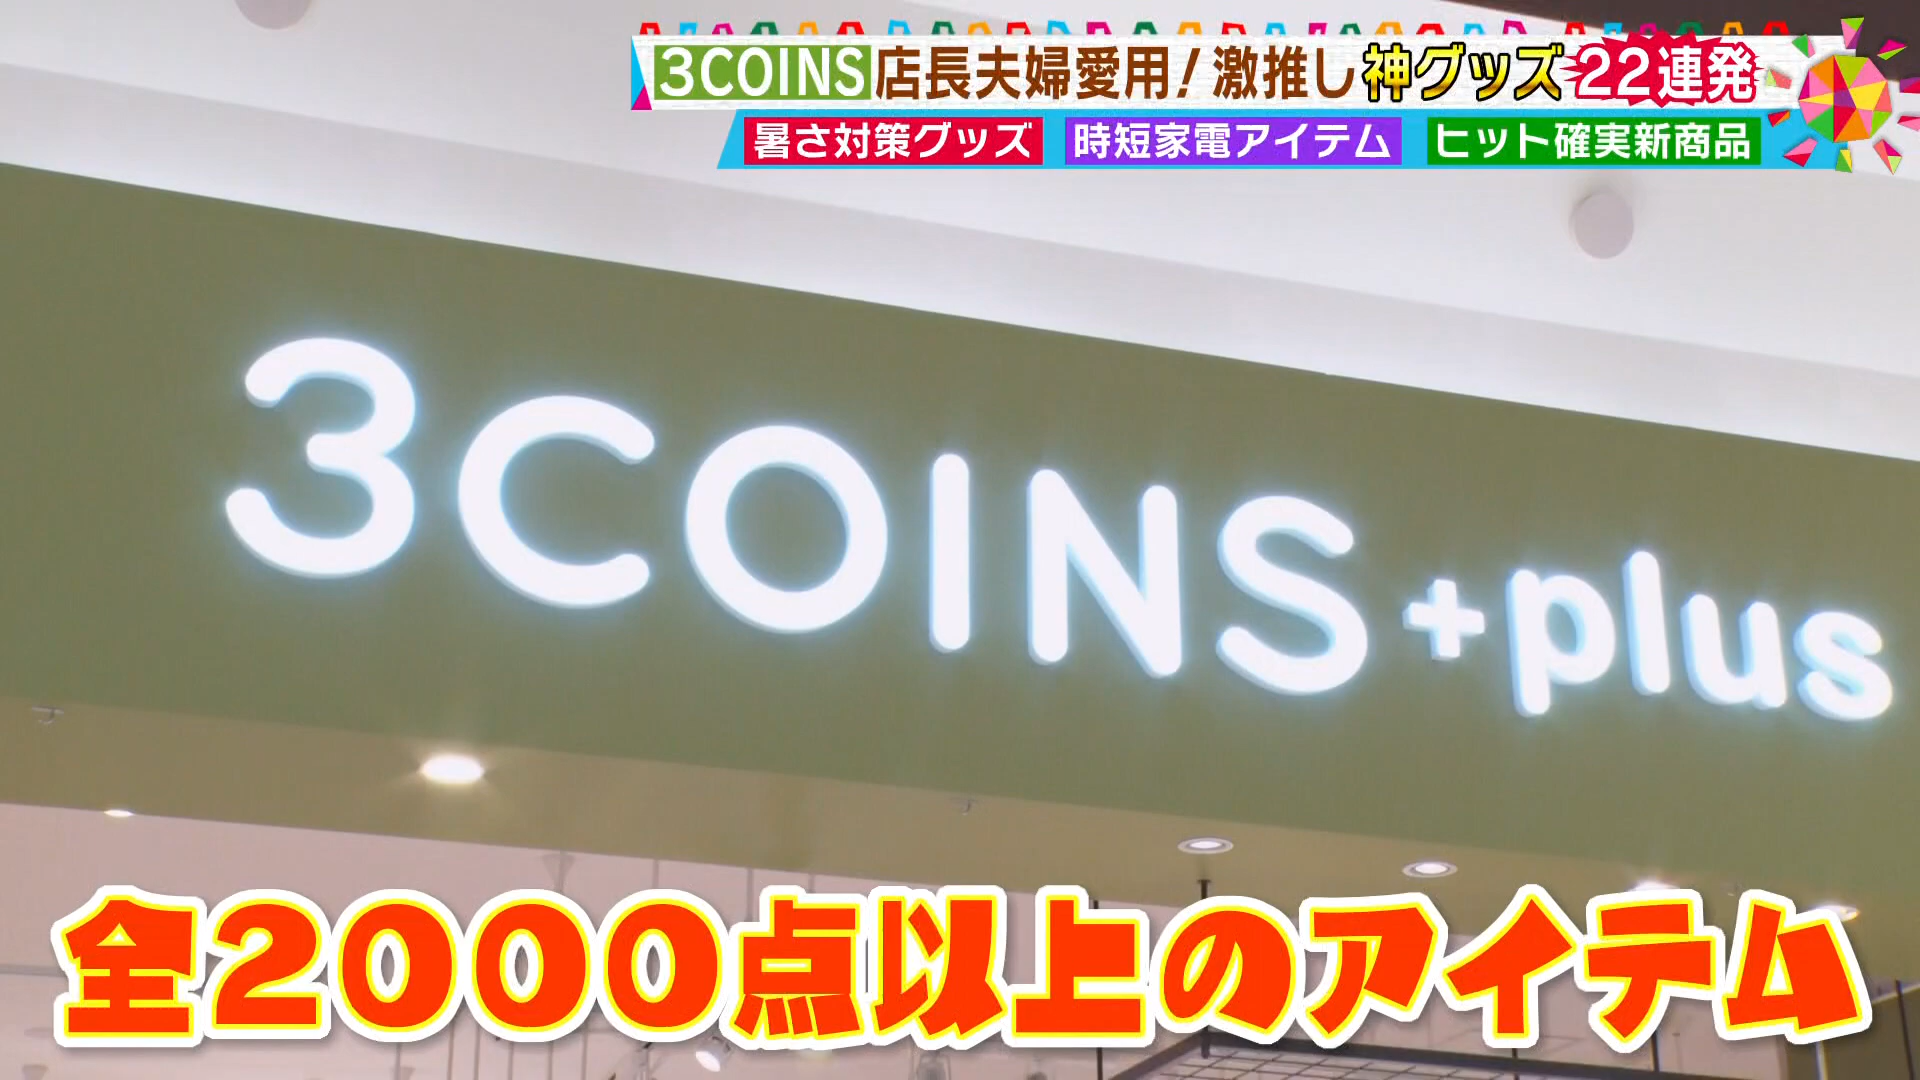 3COINS店長夫婦愛用!激推し神グッズ22連発
暑さ対策グッズ 時短家電アイテム ヒット確実新商品
3COINS+plus
全2000点以上のアイテム